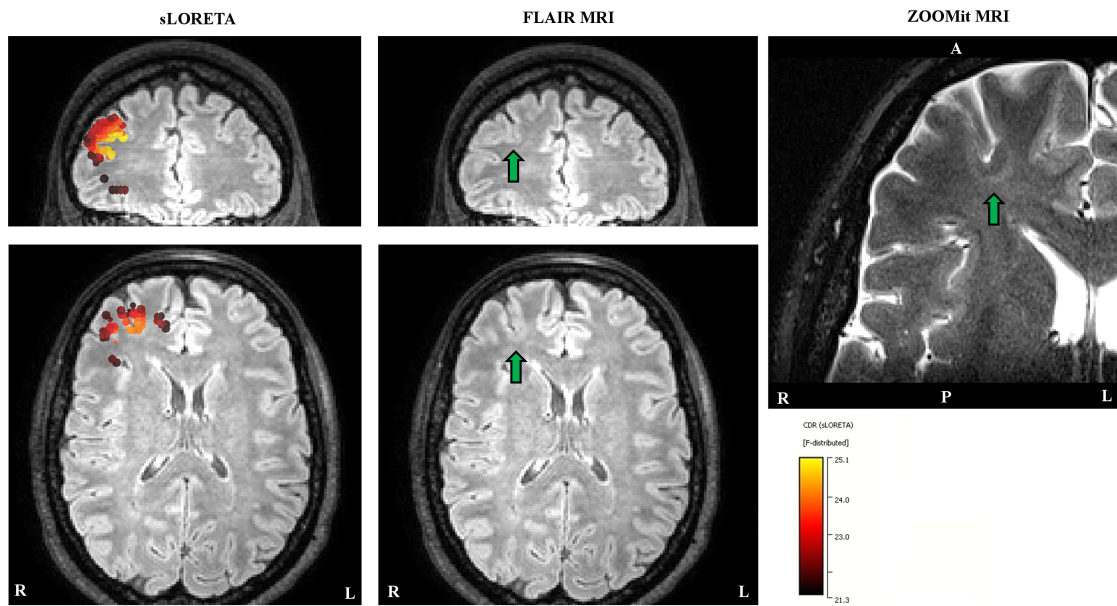 sLORETA
FLAIR MRI
ZOOMit MRI
A
R
P
L
CDR (sLORETA)
[F-distributed]
25.1
24.0
23.0
21.3
R
L
R
L